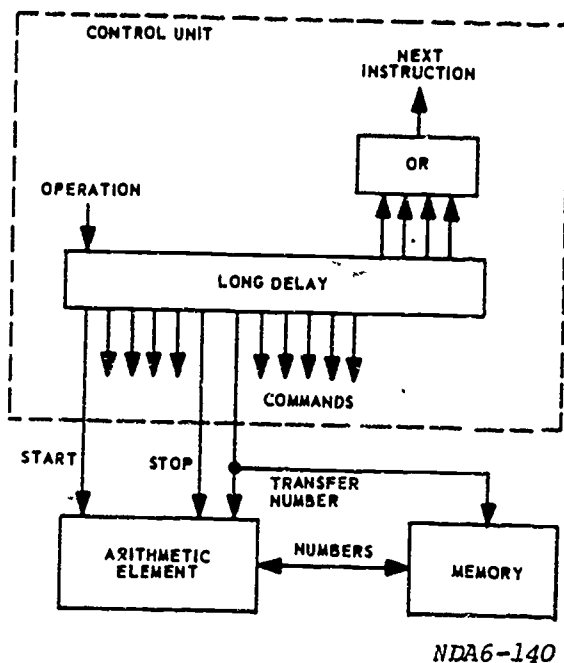 CONTROL UNIT
NEXT
INSTRUCTION
OR
OPERATION
LONG DELAY
COMMANDS
START
STOP
TRANSFER
NUMBER
ARITHMETIC
ELEMENT
NUMBERS
MEMORY
NDA6-140